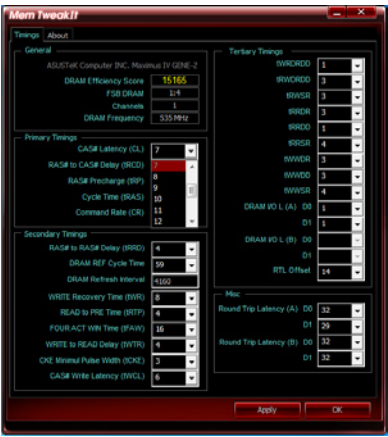 Mem TweakIt
Timings About
General
ASUSTeK Computer INC. Maximus IV GENE-Z
DRAM Efficiency Score 15165
FSB:DRAM 1:4
Channels 1
DRAM Frequency 535 MHz
Primary Timings
CAS# Latency (CL) 7
RAS# to CAS# Delay (tRCD)
RAS# Precharge (tRP)
Cycle Time (tRAS)
Command Rate (CR)
7
8
9
10
11
12
Secondary Timings
RAS# to RAS# Delay (tRRD) 4
DRAM REF Cycle Time 59
DRAM Refresh Interval 4160
WRITE Recovery Time (tWR) 8
READ to PRE Time (tRTP) 4
FOUR ACT WIN Time (tFAW) 16
WRITE to READ Delay (tWTR) 4
CKE Minimul Pulse Width (tCKE) 3
CAS# Write Latency (tWCL) 6
Tertiary Timings
tWRDRDD 1
tRWDRDD 3
tRWSR 3
tRRDR 3
tRRDD 1
tRRSR 4
tWWDR 3
tWWDD 3
tWWSR 4
DRAM I/O L (A) D0 1
D1 1
DRAM I/O L (B) D0
D1
RTL Offset 14
Misc
Round Trip Latency (A) D0 32
D1 29
Round Trip Latency (B) D0 32
D1 32
Apply OK